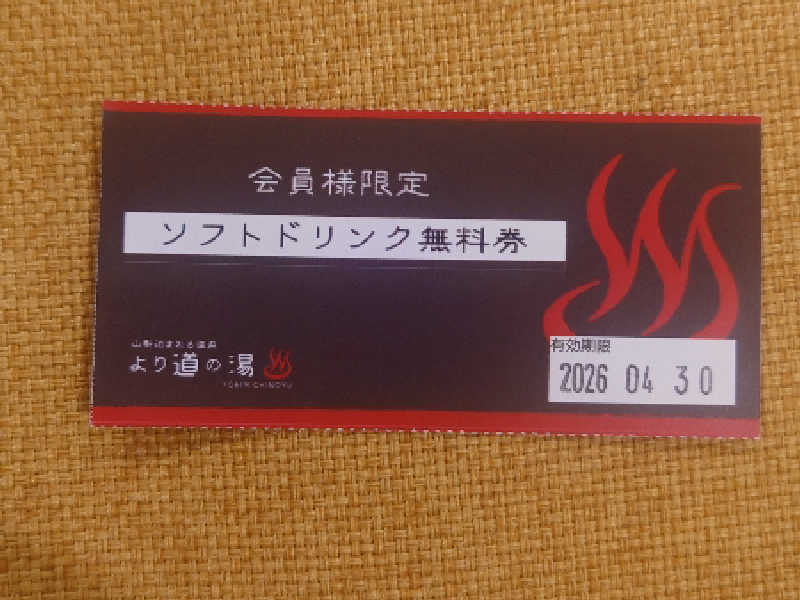 会員様限定
ソフトドリンク無料券
より道の湯
YORIMICHINOYU
有効期限
2026 04 30